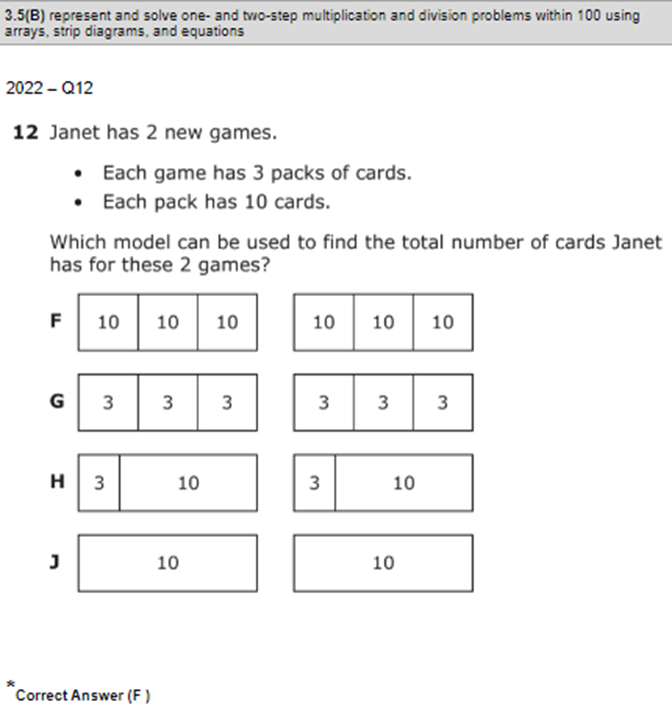 3.5(B) represent and solve one- and two-step multiplication and division problems within 100 using
arrays, strip diagrams, and equations
2022 – Q12
12 Janet has 2 new games.
• Each game has 3 packs of cards.
• Each pack has 10 cards.
Which model can be used to find the total number of cards Janet
has for these 2 games?
F 10 10 10 10 10 10
G 3 3 3 3 3 3
H 3 10 3 10
J 10 10
*Correct Answer (F )